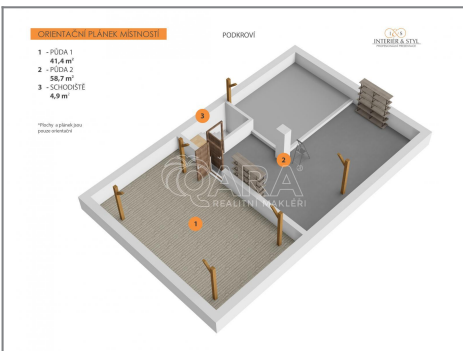 ORIENTAČNÍ PLÁNEK MÍSTNOSTÍ
PODKROVÍ
INTERIER & STYL
1 - PŮDA 1
41,4 m²
2 - PŮDA 2
58,7 m²
3 - SCHODIŠTĚ
4,9 m²
*Plochy a plánek jsou
pouze orientační
3
2
1
QARA
REALITNÍ MAKLÉŘI